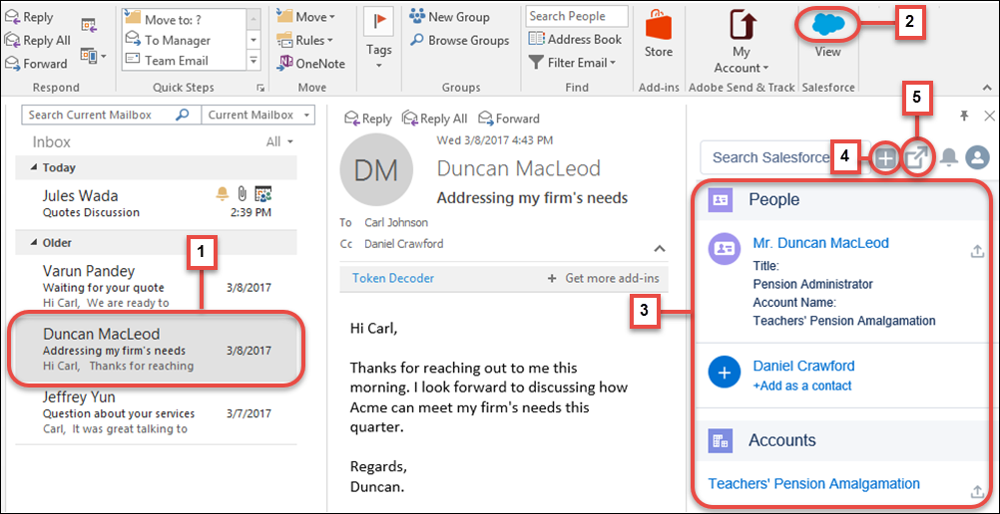 Reply
Reply All
Forward
Respond
Move to: ?
To Manager
Team Email
Quick Steps
Move
Rules
OneNote
Move
Tags
New Group
Browse Groups
Groups
Search People
Address Book
Filter Email
Find
Store
Add-ins
My
Account
Adobe Send & Track
View
Salesforce
2
Search Current Mailbox
Current Mailbox
Inbox
All
Today
Jules Wada
Quotes Discussion
2:39 PM
Older
1
Varun Pandey
Waiting for your quote
3/8/2017
Hi Carl, We are ready to
Duncan MacLeod
Addressing my firm's needs
3/8/2017
Hi Carl, Thanks for reaching
Jeffrey Yun
Question about your services
3/7/2017
Carl, It was great talking to
Reply
Reply All
Forward
Wed 3/8/2017 4:43 PM
DM
Duncan MacLeod
Addressing my firm's needs
To Carl Johnson
Cc Daniel Crawford
Token Decoder
+ Get more add-ins
Hi Carl,
Thanks for reaching out to me this
morning. I look forward to discussing how
Acme can meet my firm's needs this
quarter.
Regards,
Duncan.
5
Search Salesforce
4
3
People
Mr. Duncan MacLeod
Title:
Pension Administrator
Account Name:
Teachers' Pension Amalgamation
Daniel Crawford
+Add as a contact
Accounts
Teachers' Pension Amalgamation